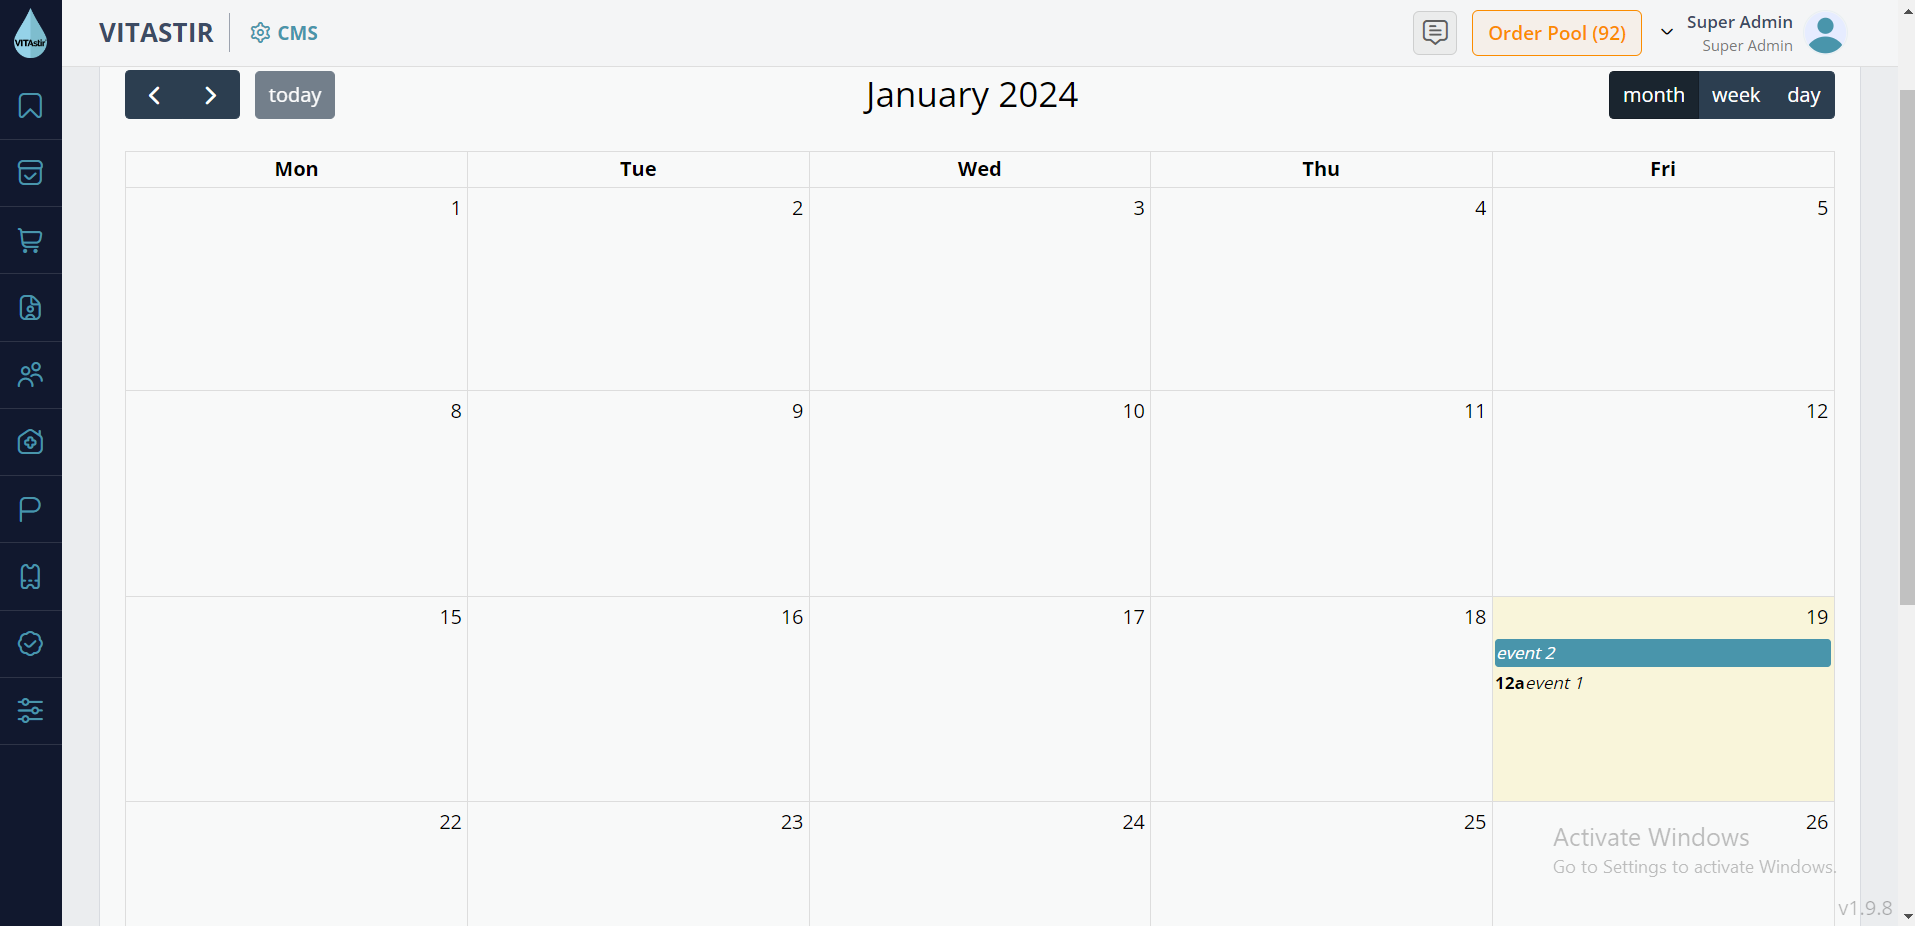 VITAstir
VITASTIR
CMS
Order Pool (92)
Super Admin
Super Admin
today
January 2024
month week day
Mon Tue Wed Thu Fri
1 2 3 4 5
8 9 10 11 12
15 16 17 18 19
event 2
12a event 1
22 23 24 25 26
Activate Windows
Go to Settings to activate Windows.
v1.9.8